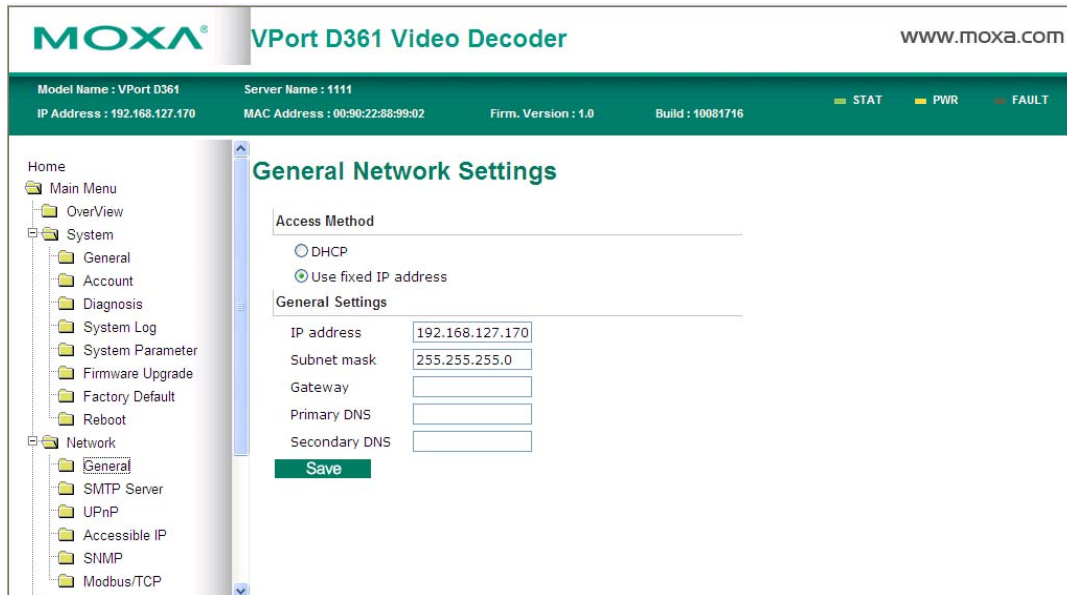 MOXA®
VPort D361 Video Decoder
www.moxa.com
Model Name : VPort D361
Server Name : 1111
IP Address : 192.168.127.170
MAC Address : 00:90:22:88:99:02
Firm. Version : 1.0
Build : 10081716
STAT
PWR
FAULT
Home
Main Menu
OverView
System
General
Account
Diagnosis
System Log
System Parameter
Firmware Upgrade
Factory Default
Reboot
Network
General
SMTP Server
UPnP
Accessible IP
SNMP
Modbus/TCP
General Network Settings
Access Method
DHCP
Use fixed IP address
General Settings
IP address 192.168.127.170
Subnet mask 255.255.255.0
Gateway
Primary DNS
Secondary DNS
Save